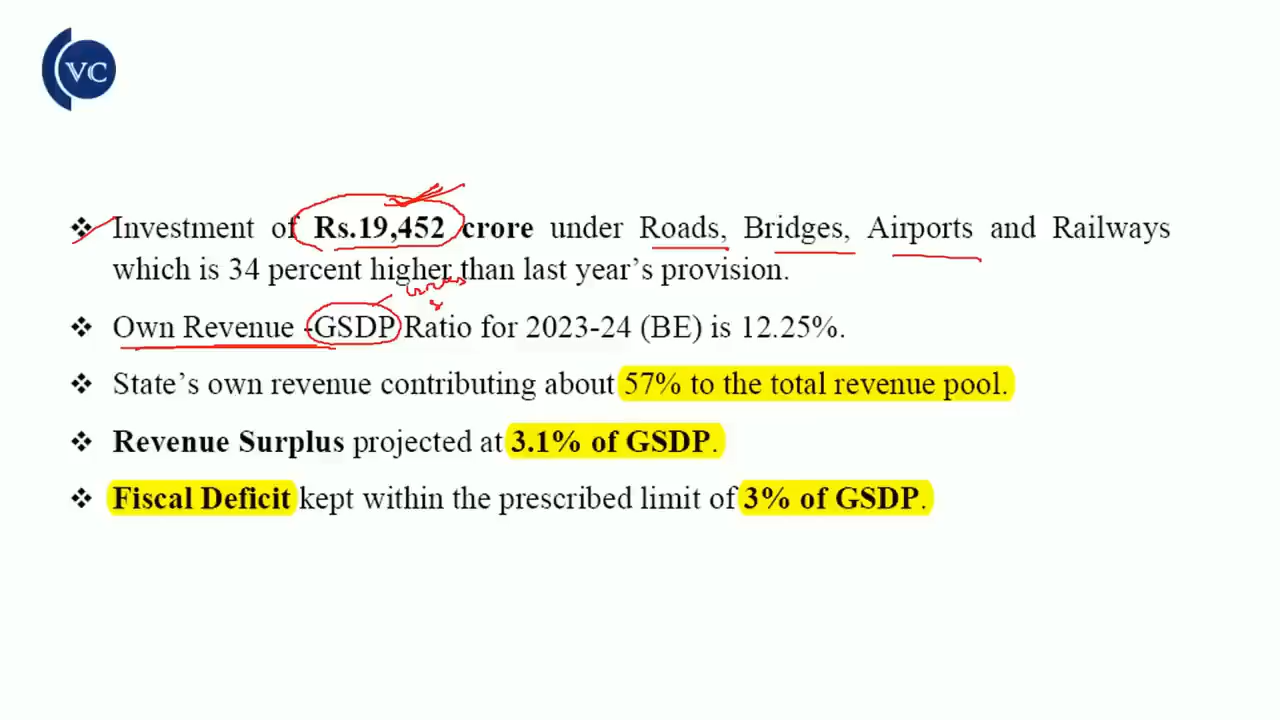 VC
❖ Investment of Rs.19,452 crore under Roads, Bridges, Airports and Railways
which is 34 percent higher than last year's provision.
❖ Own Revenue -GSDP Ratio for 2023-24 (BE) is 12.25%.
❖ State's own revenue contributing about 57% to the total revenue pool.
❖ Revenue Surplus projected at 3.1% of GSDP.
❖ Fiscal Deficit kept within the prescribed limit of 3% of GSDP.